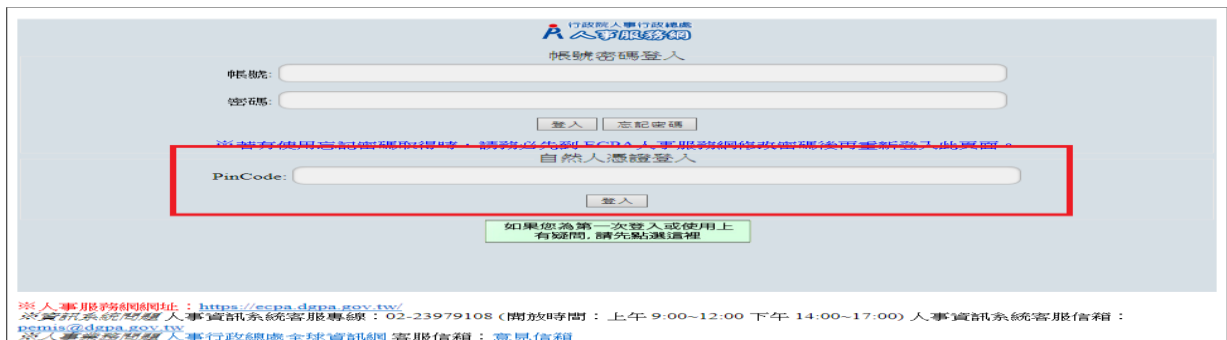 行政院人事行政總處
人事服務網
帳號密碼登入
帳號:
密碼:
登入 忘記密碼
※若有使用忘記密碼取得時,請務必先到ECPA人事服務網修改密碼後再重新登入此頁面。
自然人憑證登入
PinCode:
登入
如果您為第一次登入或使用上
有疑問,請先點選這裡
※人事服務網網址:https://ecpa.dgpa.gov.tw/
※資訊系統問題 人事資訊系統客服專線:02-23979108 (開放時間:上午 9:00~12:00 下午 14:00~17:00) 人事資訊系統客服信箱:
pemis@dgpa.gov.tw
※人事業務問題 人事行政總處全球資訊網 客服信箱:意見信箱